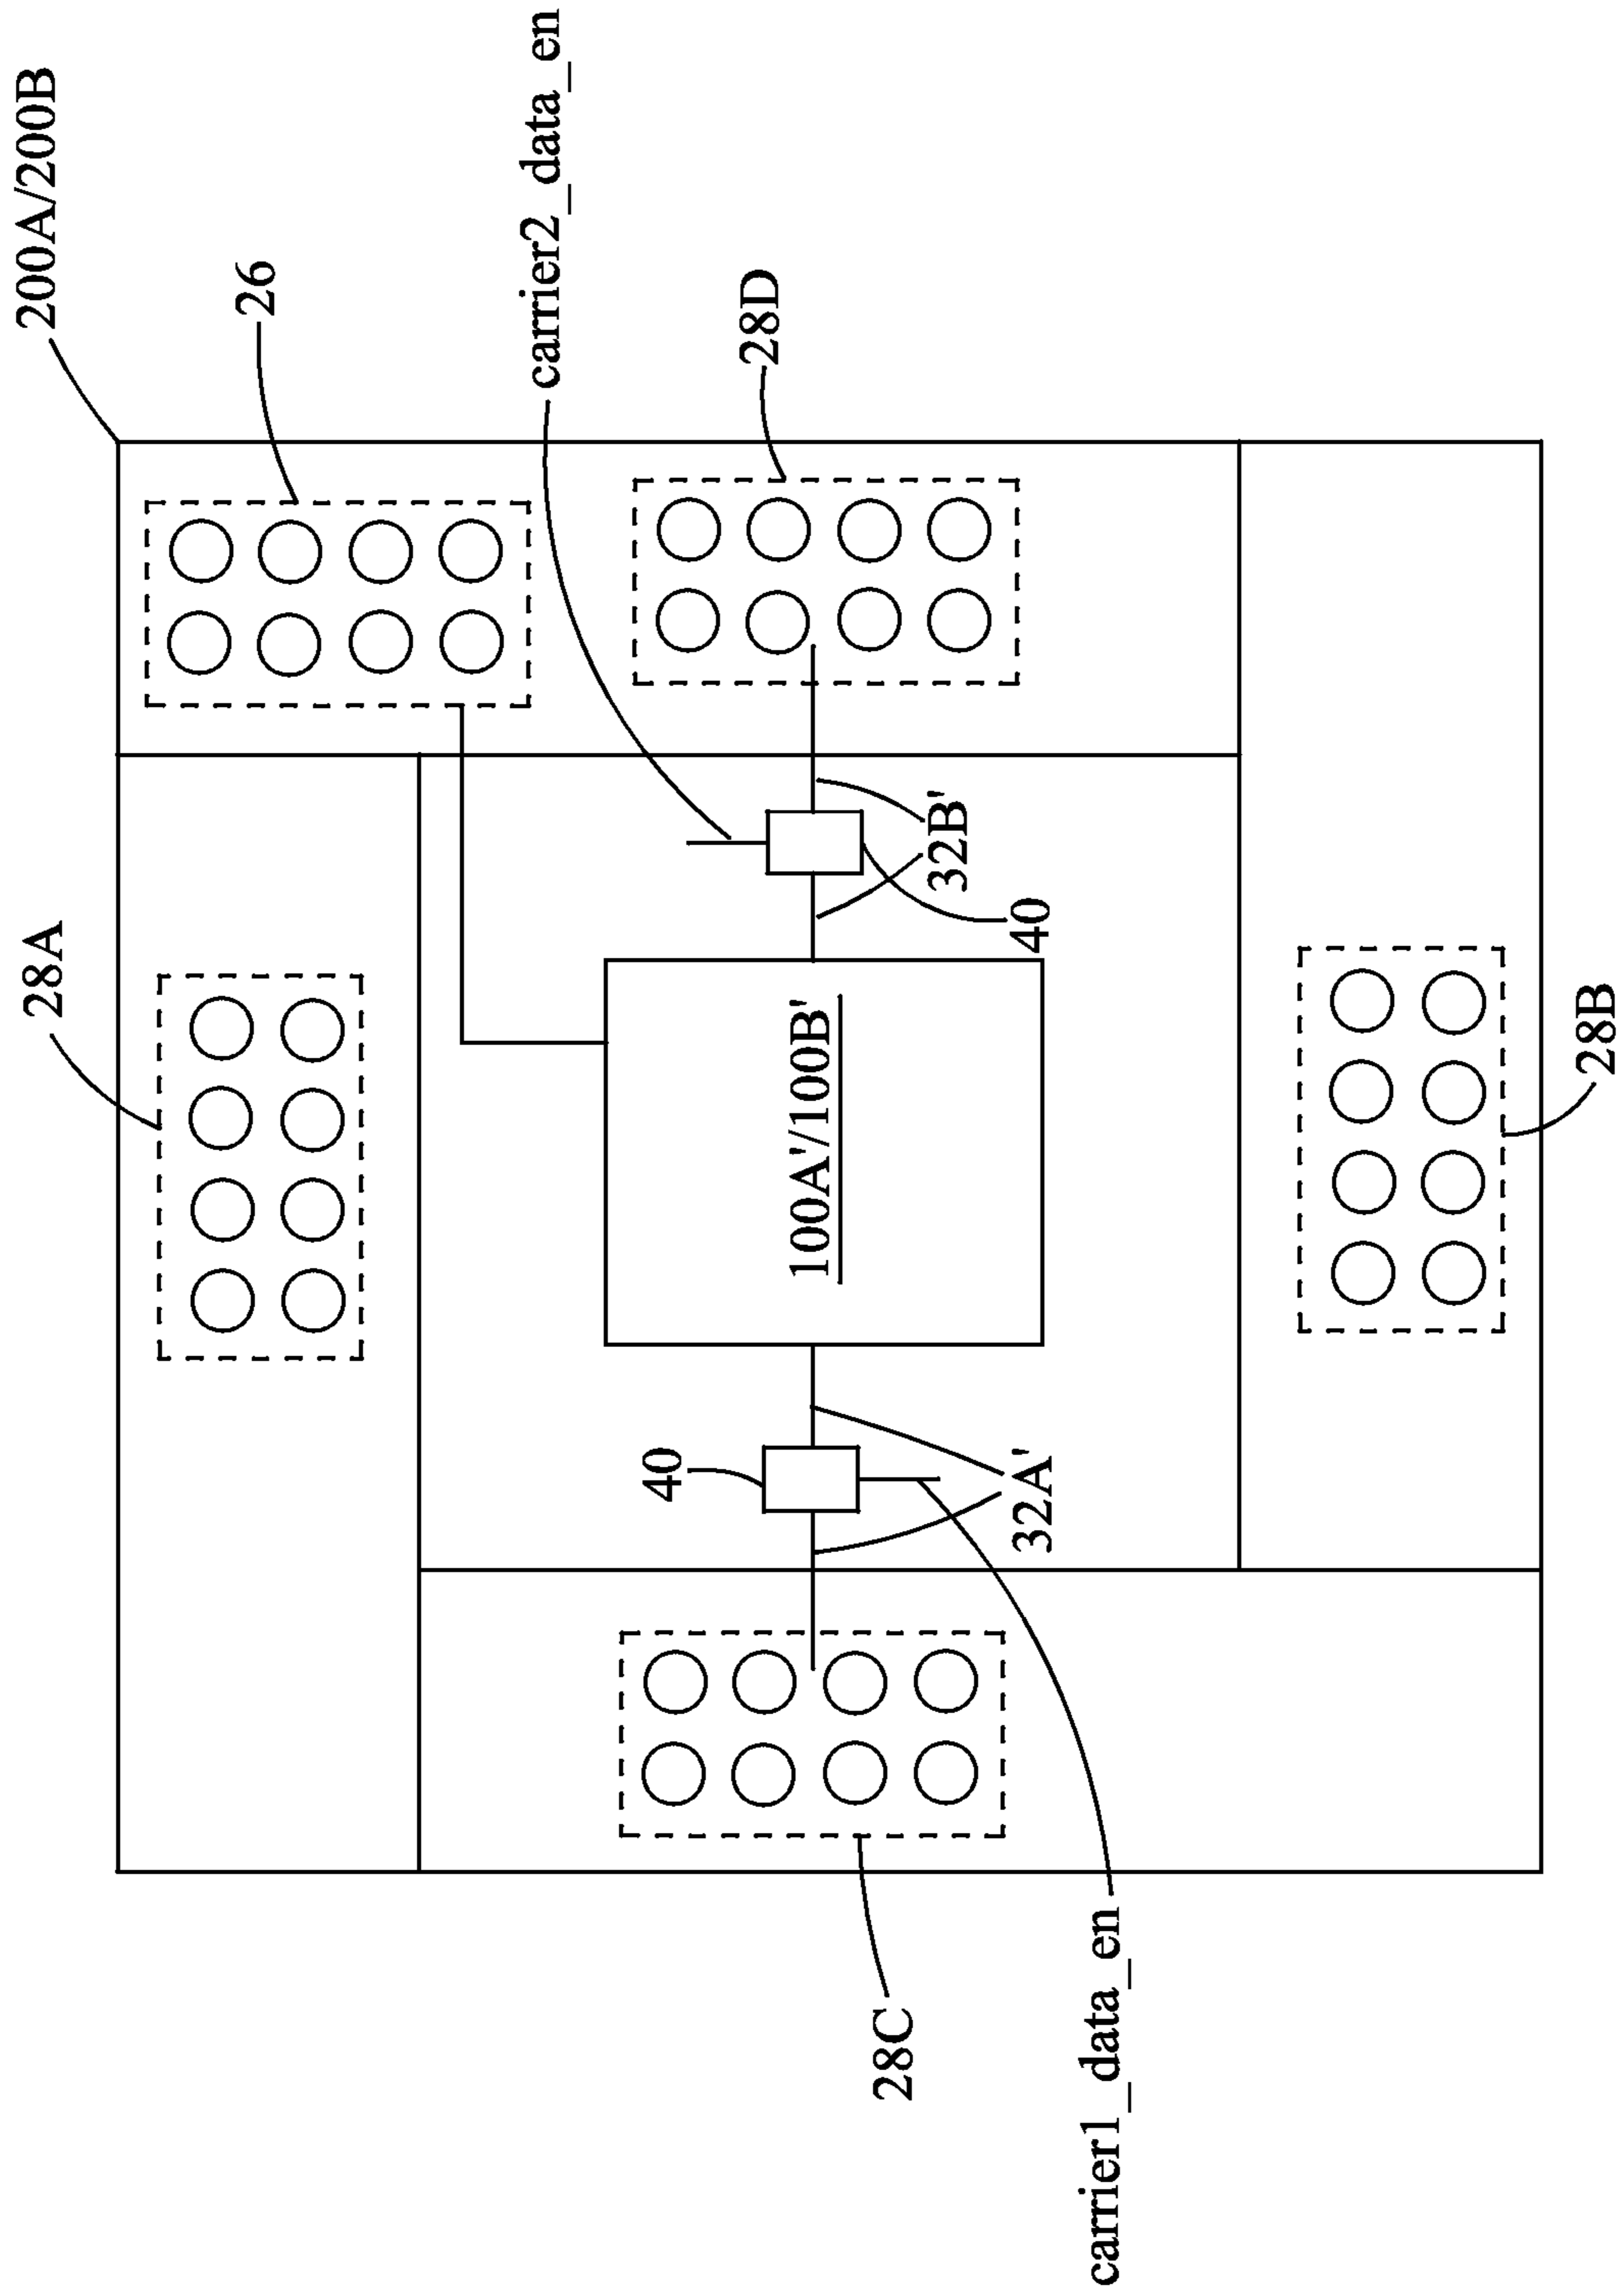 200A/200B
26
carrier2_data_en
28D
28A
32B'
40
100A'/100B'
40
32A'
28B
28C
carrier1_data_en